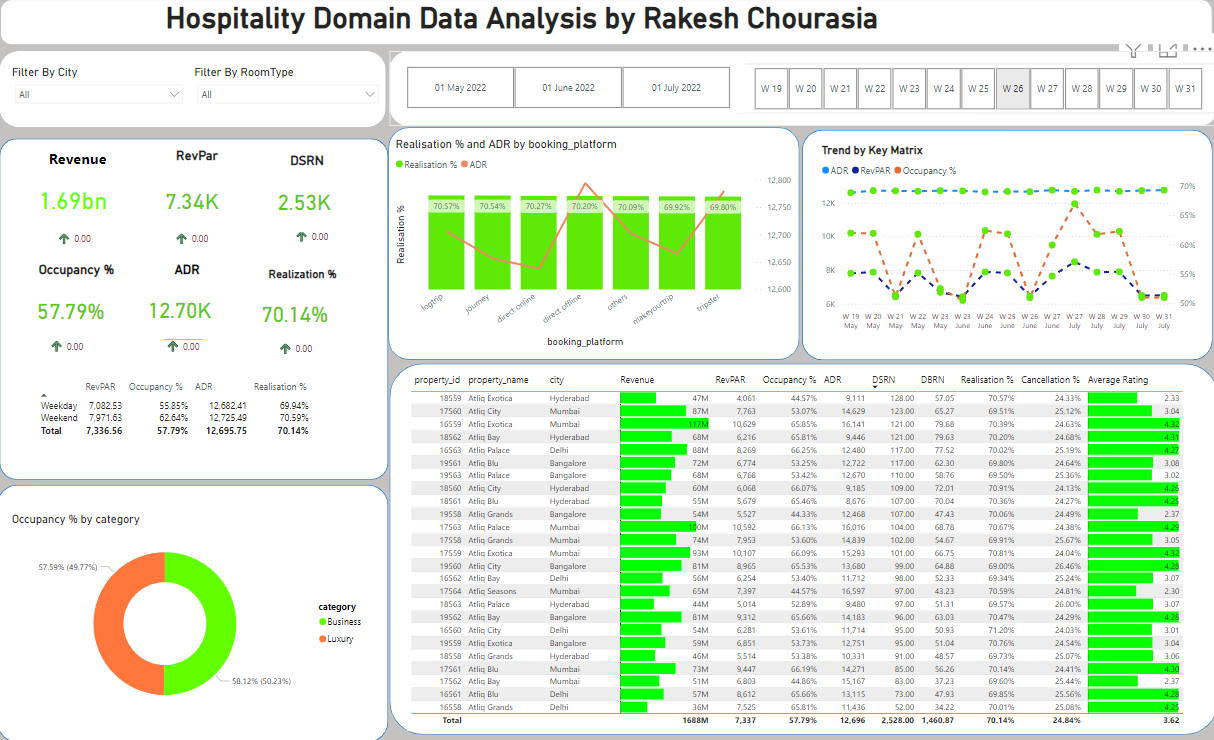 Hospitality Domain Data Analysis by Rakesh Chourasia
Filter By City
Filter By RoomType
All
All
01 May 2022
01 June 2022
01 July 2022
W 19 W 20 W 21 W 22 W 23 W 24 W 25 W 26 W 27 W 28 W 29 W 30 W 31
Revenue
RevPar
DSRN
1.69bn
7.34K
2.53K
0.00
0.00
0.00
Occupancy %
ADR
Realization %
57.79%
12.70K
70.14%
0.00
0.00
0.00
RevPAR Occupancy % ADR Realisation %
Weekday 7,082.53 55.85% 12,682.41 69.94%
Weekend 7,971.63 62.64% 12,725.49 70.59%
Total 7,336.56 57.79% 12,695.75 70.14%
Realisation % and ADR by booking_platform
Realisation % ADR
Realisation %
70.57% 70.54% 70.27% 70.20% 70.09% 69.92% 69.80%
12,800
12,750
12,700
12,650
12,600
logtrip journey direct online direct offline others makeyourtrip tripster
booking_platform
Trend by Key Matrix
ADR RevPAR Occupancy %
12K
10K
8K
6K
70%
65%
60%
55%
50%
W 19 W 20 W 21 W 22 W 23 W 23 W 24 W 25 W 26 W 27 W 27 W 28 W 29 W 30 W 31
May May May May May June June June June June July July July July July
Occupancy % by category
57.59% (49.77%)
58.12% (50.23%)
category
Business
Luxury
property_id property_name city Revenue RevPAR Occupancy % ADR DSRN DBRN Realisation % Cancellation % Average Rating
18559 Atliq Exotica Hyderabad 47M 4,061 44.57% 9,111 128.00 57.05 70.57% 24.33% 2.33
17560 Atliq City Mumbai 87M 7,763 53.07% 14,629 123.00 65.27 69.51% 25.12% 3.04
16559 Atliq Exotica Mumbai 117M 10,629 65.85% 16,141 121.00 79.68 70.39% 24.63% 4.32
18562 Atliq Bay Hyderabad 68M 6,216 65.81% 9,446 121.00 79.63 70.20% 24.68% 4.31
16563 Atliq Palace Delhi 88M 8,269 66.25% 12,480 117.00 77.52 70.02% 25.19% 4.27
19561 Atliq Blu Bangalore 72M 6,774 53.25% 12,722 117.00 62.30 69.80% 24.64% 3.08
19563 Atliq Palace Bangalore 68M 6,768 53.42% 12,670 110.00 58.76 69.50% 25.36% 3.09
18560 Atliq City Hyderabad 60M 6,068 66.07% 9,185 109.00 72.01 70.91% 24.13% 4.26
18561 Atliq Blu Hyderabad 55M 5,679 65.46% 8,676 107.00 70.04 70.36% 24.27% 4.25
19558 Atliq Grands Bangalore 54M 5,527 44.33% 12,468 107.00 47.43 70.06% 24.49% 2.37
17563 Atliq Palace Mumbai 100M 10,592 66.13% 16,016 104.00 68.78 70.67% 24.38% 4.29
17558 Atliq Grands Mumbai 74M 7,953 53.60% 14,839 102.00 54.67 69.91% 25.67% 3.05
17559 Atliq Exotica Mumbai 93M 10,107 66.09% 15,293 101.00 66.75 70.81% 24.04% 4.32
19560 Atliq City Bangalore 81M 8,965 65.53% 13,680 99.00 64.88 69.00% 26.46% 4.28
16562 Atliq Bay Delhi 56M 6,254 53.40% 11,712 98.00 52.33 69.34% 25.24% 3.07
17564 Atliq Seasons Mumbai 65M 7,397 44.57% 16,597 97.00 43.23 70.59% 24.81% 2.30
18563 Atliq Palace Hyderabad 44M 5,014 52.89% 9,480 97.00 51.31 69.57% 26.00% 3.07
19562 Atliq Bay Bangalore 81M 9,312 65.66% 14,183 96.00 63.03 70.47% 24.49% 4.28
16560 Atliq City Delhi 54M 6,281 53.61% 11,714 95.00 50.93 71.20% 24.03% 3.01
19559 Atliq Exotica Bangalore 59M 6,851 53.73% 12,751 95.00 51.04 70.76% 24.54% 3.04
18558 Atliq Grands Hyderabad 46M 5,514 53.38% 10,331 91.00 48.57 69.73% 25.07% 3.06
17561 Atliq Blu Mumbai 73M 9,447 66.19% 14,271 85.00 56.26 70.14% 24.41% 4.30
17562 Atliq Bay Mumbai 51M 6,803 44.86% 15,167 83.00 37.23 69.60% 25.44% 2.37
16561 Atliq Blu Delhi 57M 8,612 65.66% 13,115 73.00 47.93 69.85% 25.56% 4.28
16558 Atliq Grands Delhi 36M 7,525 65.81% 11,436 52.00 34.22 70.01% 25.08% 4.25
Total 1688M 7,337 57.79% 12,696 2,528.00 1,460.87 70.14% 24.84% 3.62